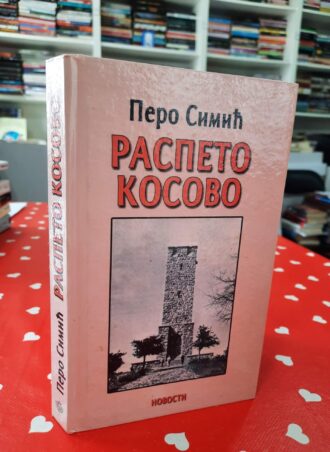 Перо Симић
РАСПЕТО
КОСОВО
НОВОСТИ
Перо Симић РАСПЕТО КОСОВО